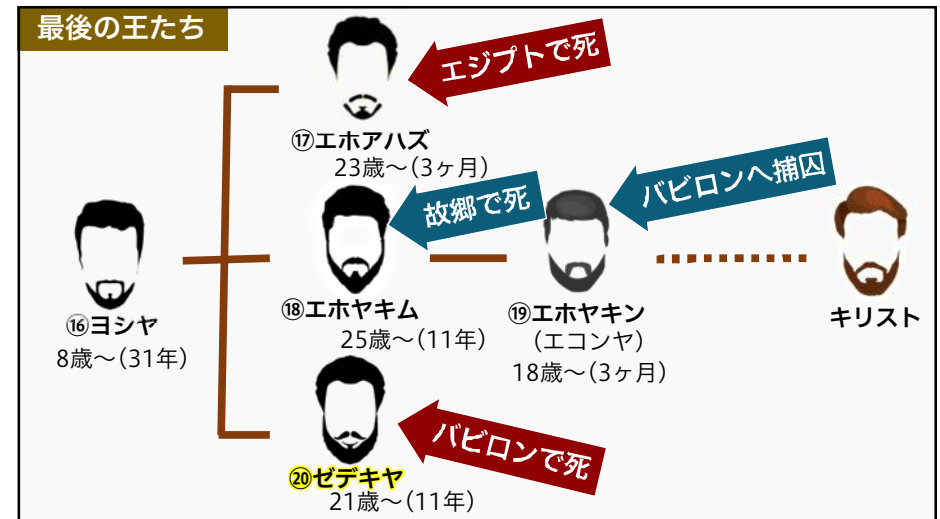 最後の王たち
エジプトで死
⑰エホアハズ
23歳～(3ヶ月)
故郷で死
バビロンへ捕囚
⑯ヨシヤ
8歳～(31年)
⑱エホヤキム
25歳～(11年)
⑲エホヤキン
(エコンヤ)
18歳～(3ヶ月)
キリスト
バビロンで死
⑳ゼデキヤ
21歳～(11年)